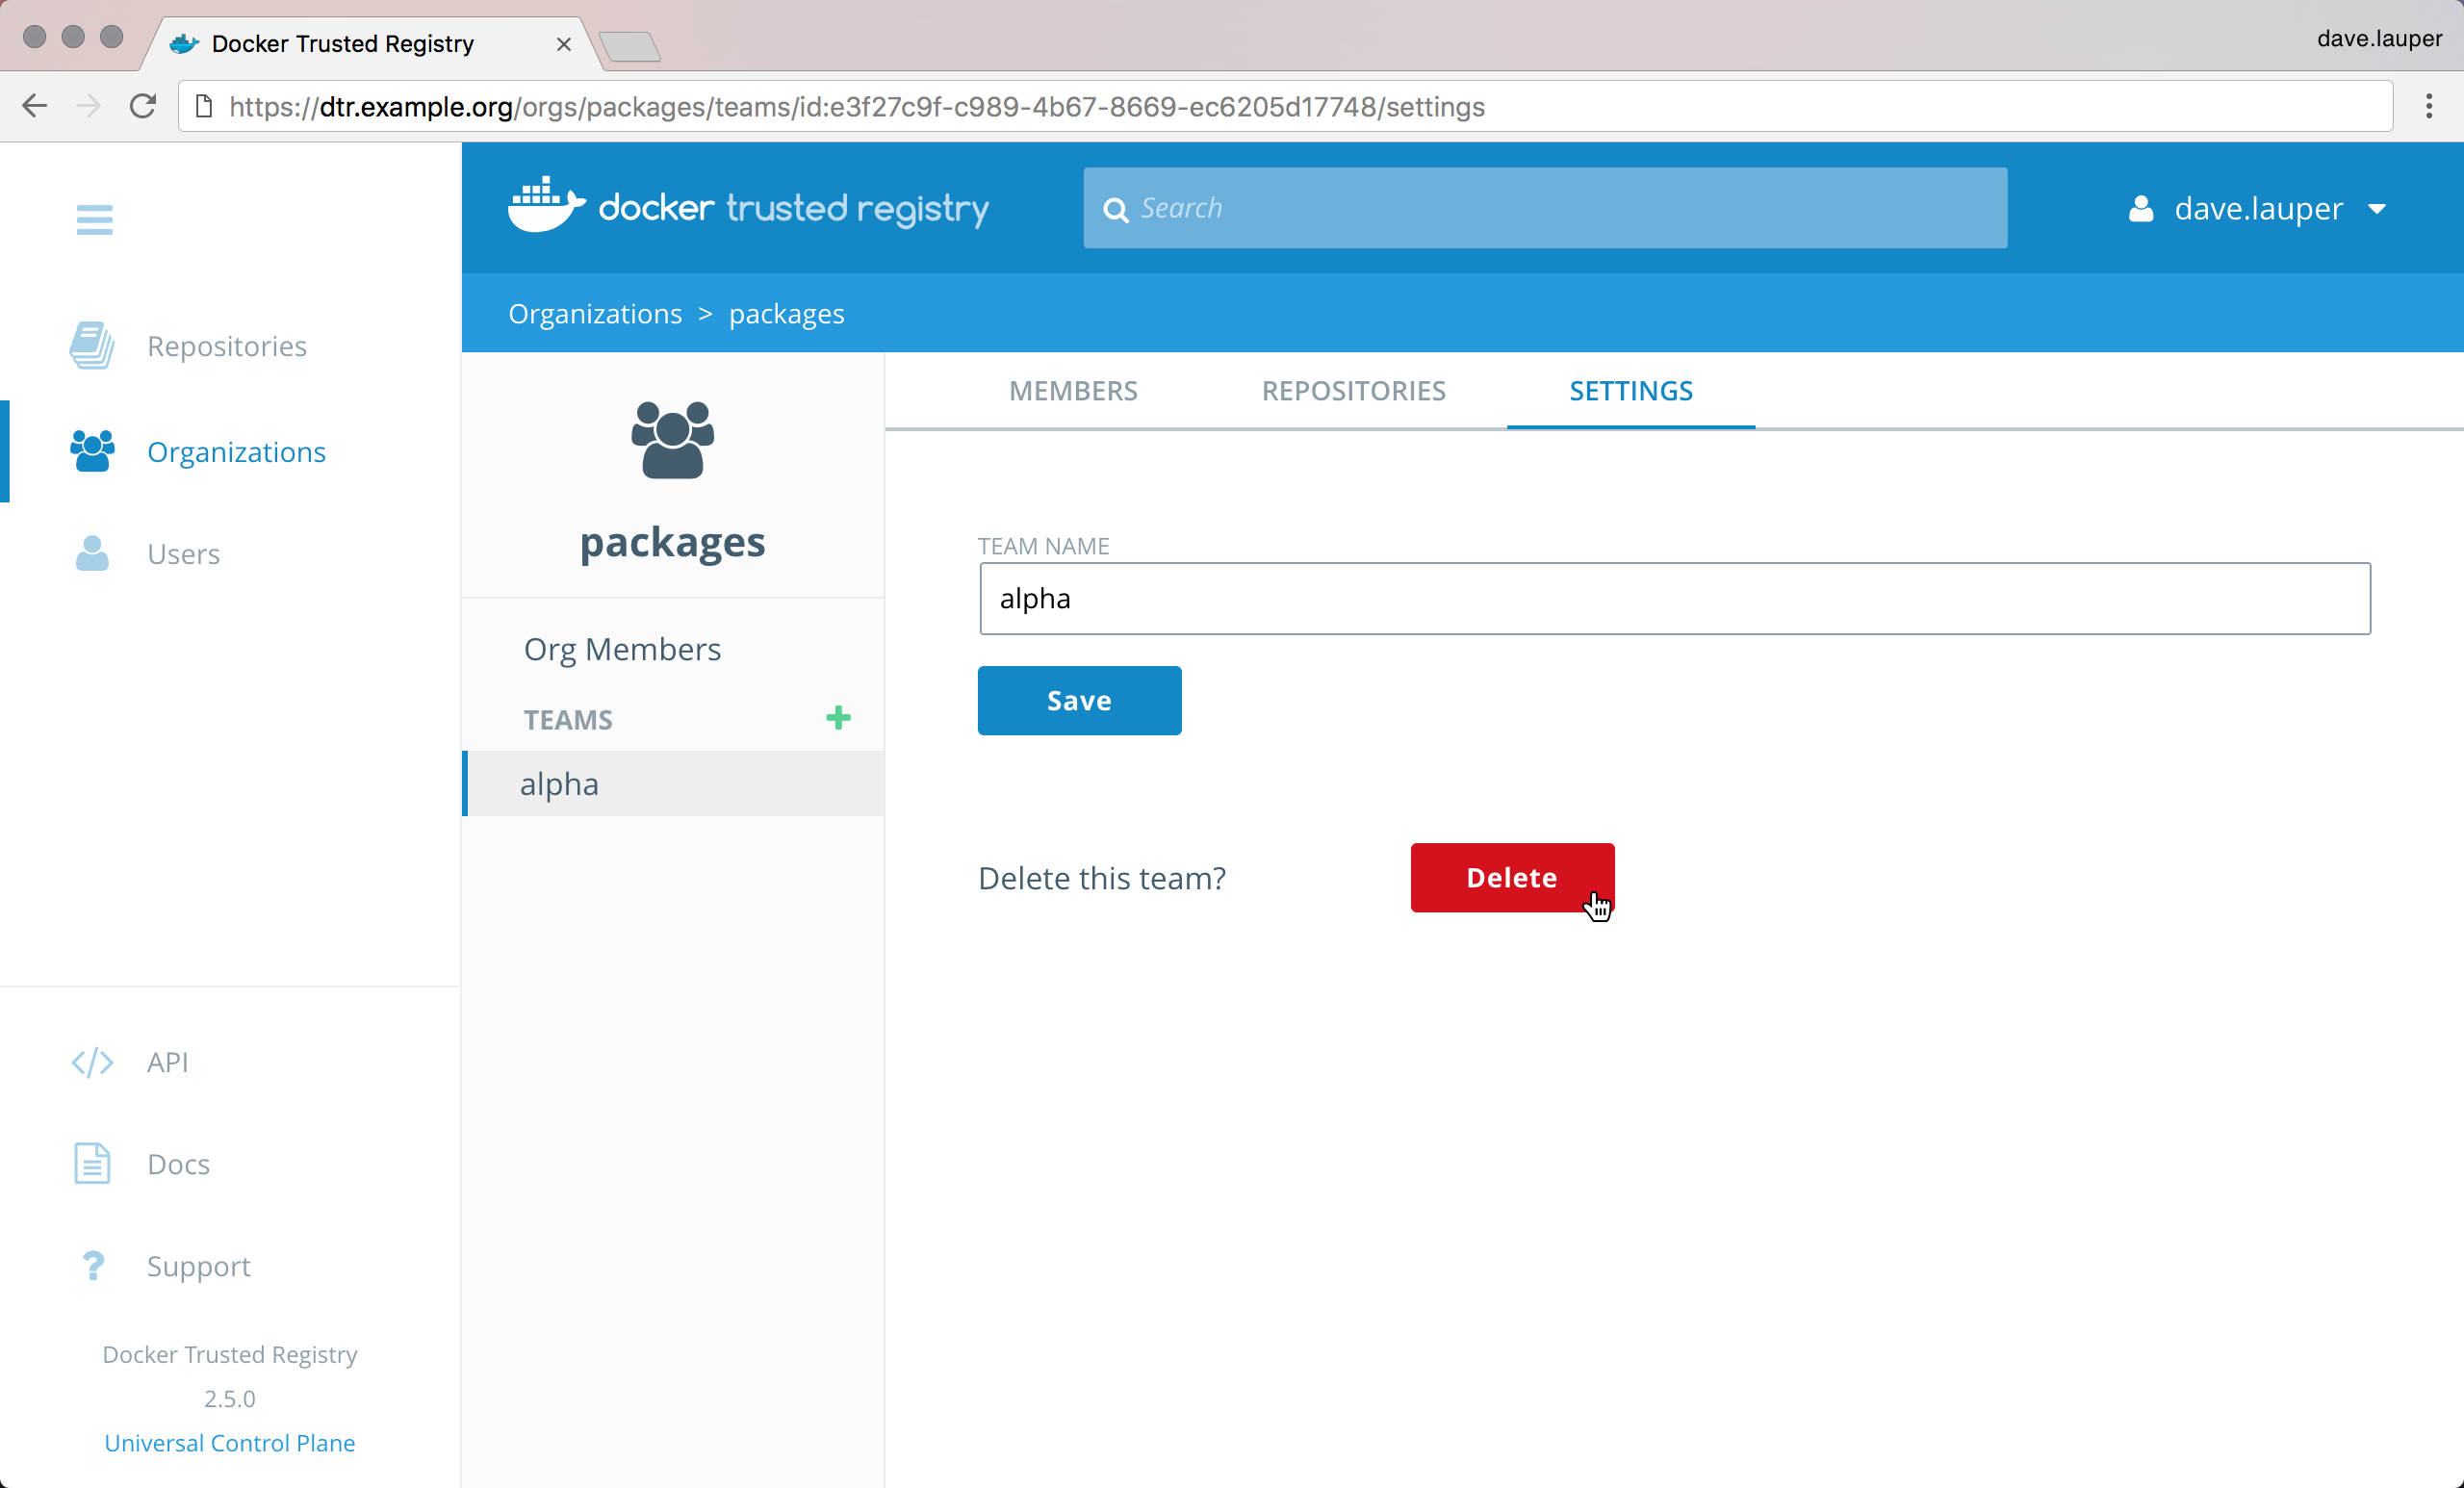 Docker Trusted Registry
dave.lauper
https://dtr.example.org/orgs/packages/teams/id:e3f27c9f-c989-4b67-8669-ec6205d17748/settings
docker trusted registry
Search
dave.lauper
Organizations > packages
Repositories
Organizations
Users
API
Docs
?
Support
Docker Trusted Registry
2.5.0
Universal Control Plane
packages
Org Members
TEAMS
alpha
MEMBERS REPOSITORIES SETTINGS
TEAM NAME
alpha
Save
Delete this team? Delete